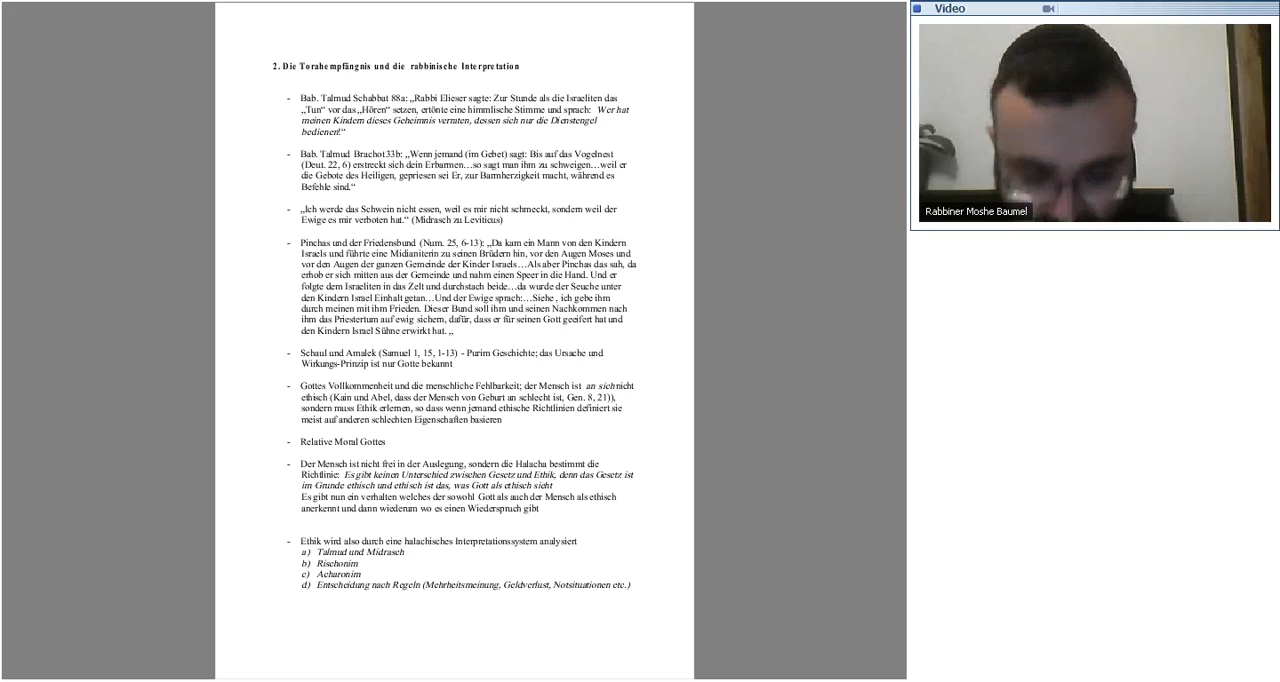 2. Die Torahempfängnis und die rabbinische Interpretation
- Bab. Talmud Schabbat 88a: „Rabbi Elieser sagte: Zur Stunde als die Israeliten das
„Tun“ vor das „Hören“ setzen, ertönte eine himmlische Stimme und sprach: Wer hat
meinen Kindern dieses Geheimnis verraten, dessen sich nur die Dienstengel
bedienen!“
- Bab. Talmud Brachot33b: „Wenn jemand (im Gebet) sagt: Bis auf das Vogelnest
(Deut. 22, 6) erstreckt sich dein Erbarmen…so sagt man ihm zu schweigen…weil er
die Gebote des Heiligen, gepriesen sei Er, zur Barmherzigkeit macht, während es
Befehle sind.“
- „Ich werde das Schwein nicht essen, weil es mir nicht schmeckt, sondern weil der
Ewige es mir verboten hat.“ (Midrasch zu Leviticus)
- Pinchas und der Friedensbund (Num. 25, 6-13): „Da kam ein Mann von den Kindern
Israels und führte eine Midianiterin zu seinen Brüdern hin, vor den Augen Moses und
vor den Augen der ganzen Gemeinde der Kinder Israels…Als aber Pinchas das sah, da
erhob er sich mitten aus der Gemeinde und nahm einen Speer in die Hand. Und er
folgte dem Israeliten in das Zelt und durchstach beide…da wurde der Seuche unter
den Kindern Israel Einhalt getan…Und der Ewige sprach:…Siehe , ich gebe ihm
durch meinen mit ihm Frieden. Dieser Bund soll ihm und seinen Nachkommen nach
ihm das Priestertum auf ewig sichern, dafür, dass er für seinen Gott geeifert hat und
den Kindern Israel Sühne erwirkt hat. „
- Schaul und Amalek (Samuel 1, 15, 1-13) - Purim Geschichte; das Ursache und
Wirkungs-Prinzip ist nur Gotte bekannt
- Gottes Vollkommenheit und die menschliche Fehlbarkeit; der Mensch ist an sich nicht
ethisch (Kain und Abel, dass der Mensch von Geburt an schlecht ist, Gen. 8, 21)),
sondern muss Ethik erlernen, so dass wenn jemand ethische Richtlinien definiert sie
meist auf anderen schlechten Eigenschaften basieren
- Relative Moral Gottes
- Der Mensch ist nicht frei in der Auslegung, sondern die Halacha bestimmt die
Richtlinie: Es gibt keinen Unterschied zwischen Gesetz und Ethik, denn das Gesetz ist
im Grunde ethisch und ethisch ist das, was Gott als ethisch sieht
Es gibt nun ein verhalten welches der sowohl Gott als auch der Mensch als ethisch
anerkennt und dann wiederum wo es einen Wiederspruch gibt
- Ethik wird also durch eine halachisches Interpretationssystem analysiert
a) Talmud und Midrasch
b) Rischonim
c) Acharonim
d) Entscheidung nach Regeln (Mehrheitsmeinung, Geldverlust, Notsituationen etc.)
Video
Rabbiner Moshe Baumel